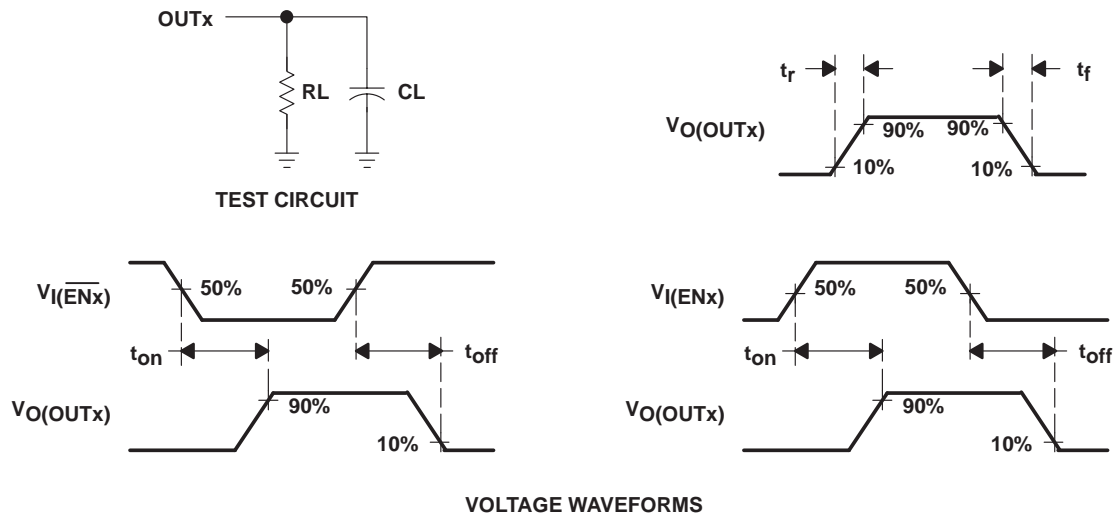 OUTx
RL
CL
TEST CIRCUIT
tr
tf
VO(OUTx)
90%
90%
10%
10%
VI(E̅N̅x̅)
50%
50%
ton
toff
VO(OUTx)
90%
10%
VI(ENx)
50%
50%
ton
toff
VO(OUTx)
90%
10%
VOLTAGE WAVEFORMS